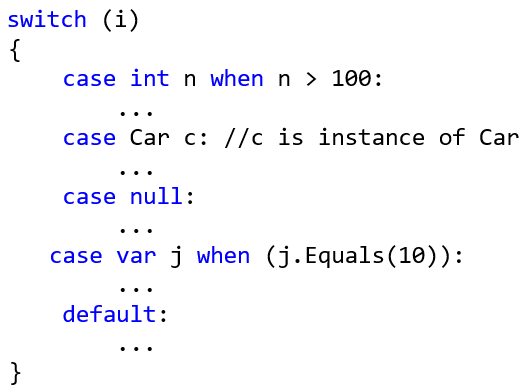 switch (i)
{
    case int n when n > 100:
        ...
    case Car c: //c is instance of Car
        ...
    case null:
        ...
   case var j when (j.Equals(10)):
        ...
    default:
        ...
}